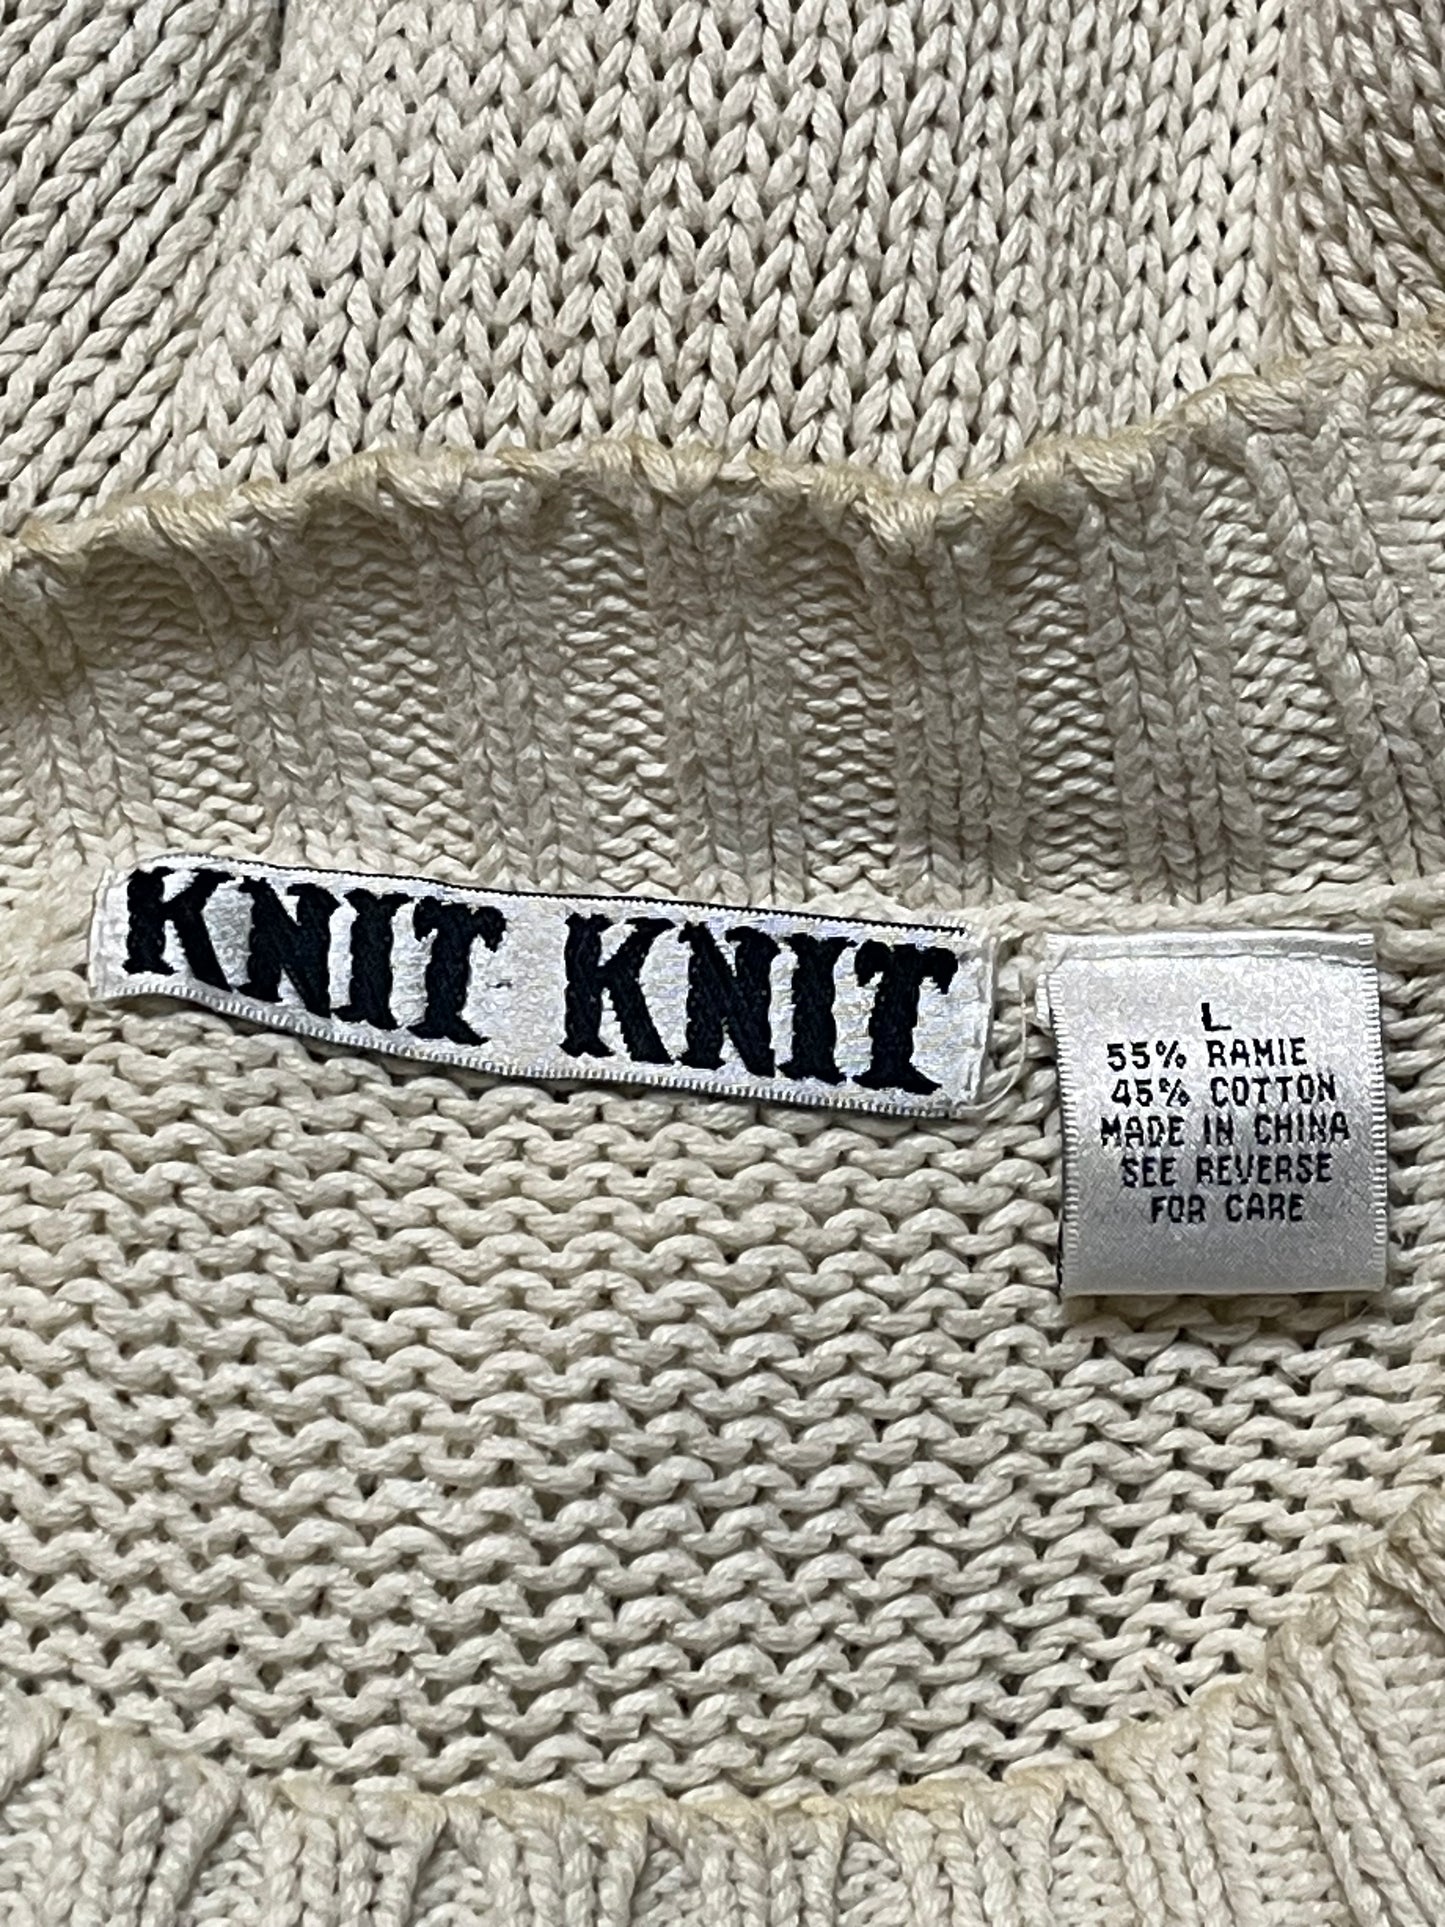 KNIT KNIT
L
55% RAMIE
45% COTTON
MADE IN CHINA
SEE REVERSE
FOR CARE